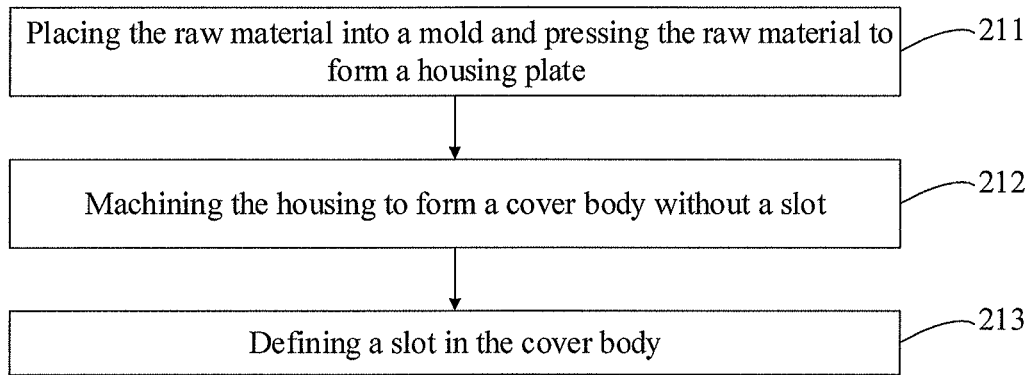 Placing the raw material into a mold and pressing the raw material to
form a housing plate
211
Machining the housing to form a cover body without a slot
212
Defining a slot in the cover body
213